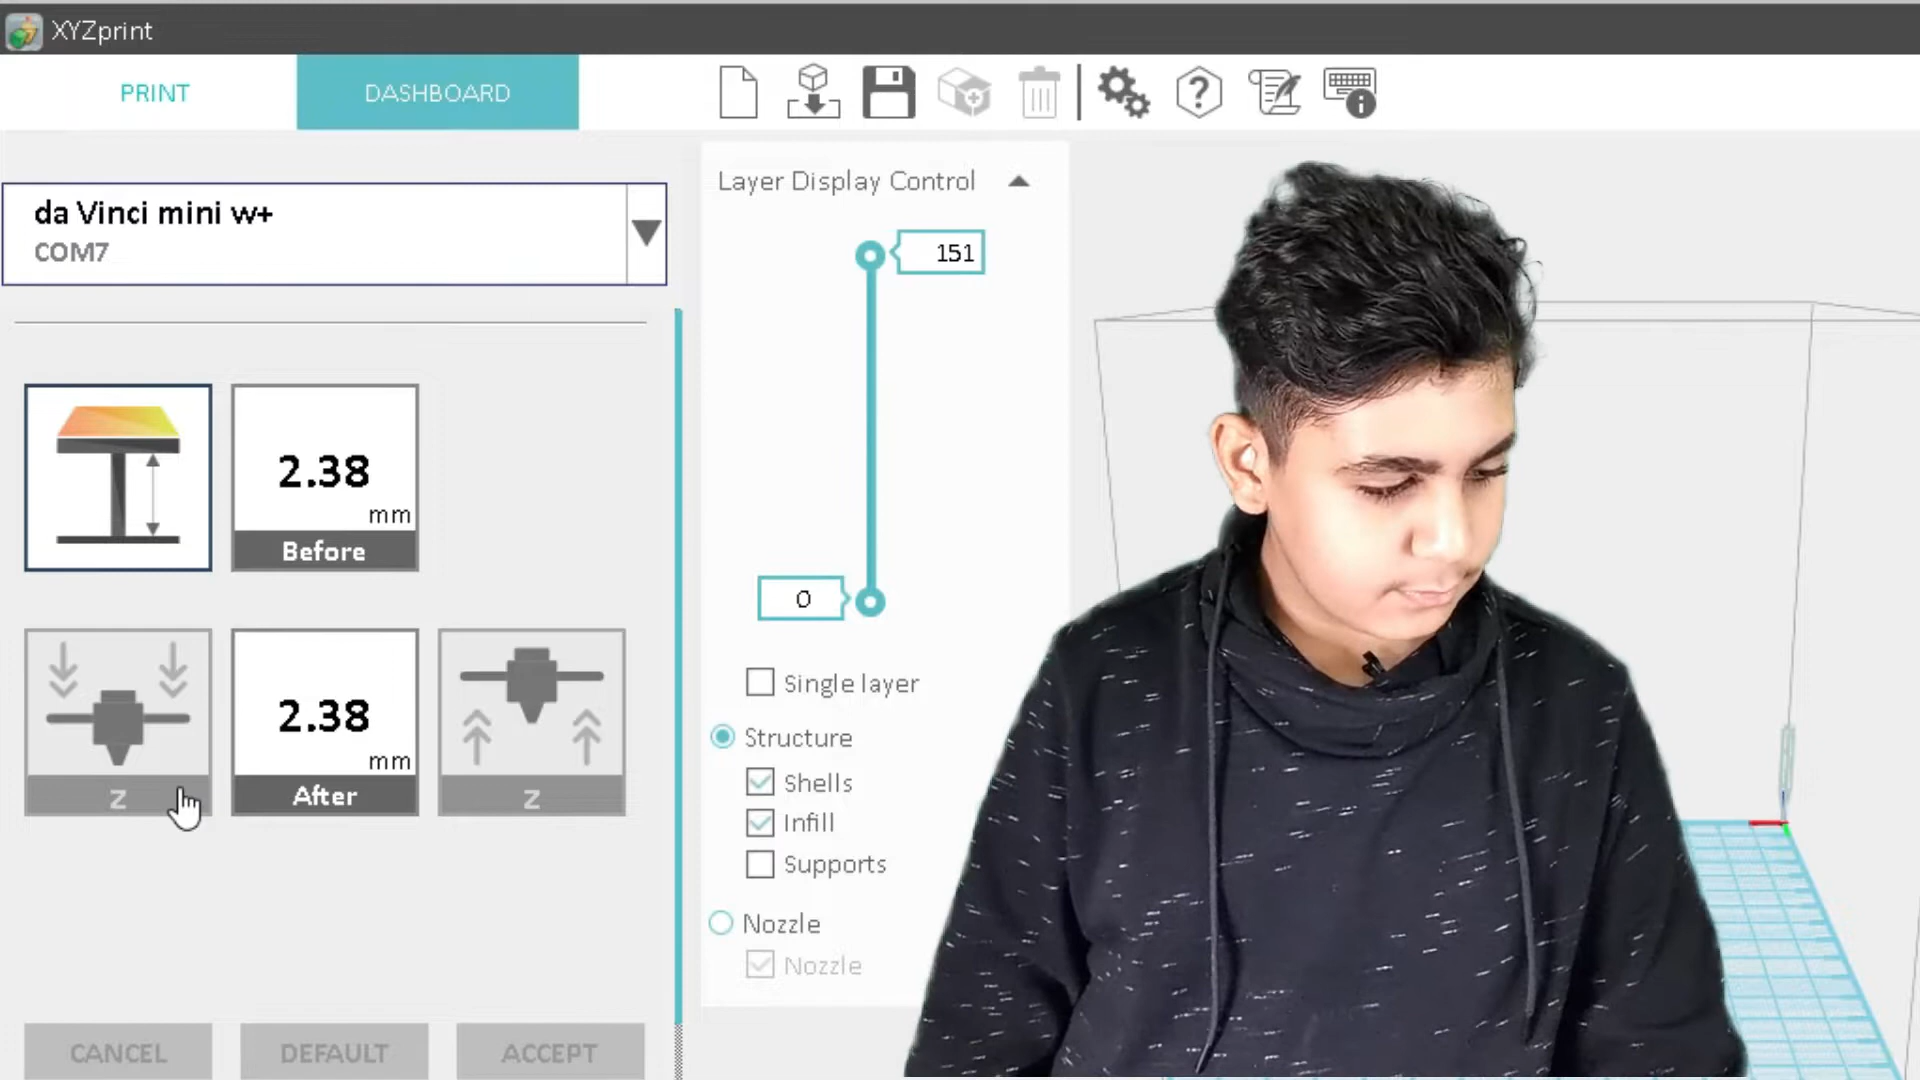 XYZprint
PRINT
DASHBOARD
da Vinci mini w+
COM7
Layer Display Control
151
0
Single layer
Structure
Shells
Infill
Supports
Nozzle
Nozzle
2.38
mm
Before
Z
2.38
mm
After
Z
CANCEL
DEFAULT
ACCEPT